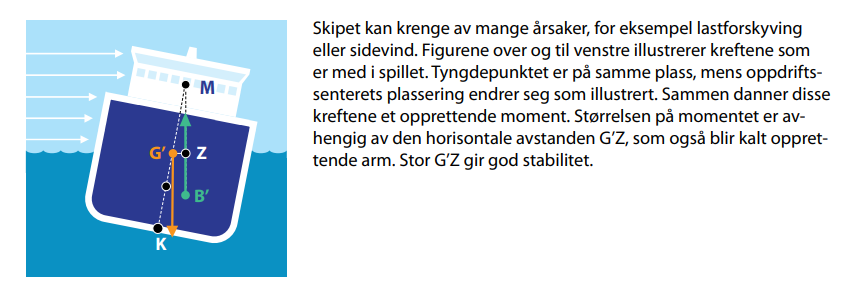 Skipet kan krenge av mange årsaker, for eksempel lastforskyving
eller sidevind. Figurene over og til venstre illustrerer kreftene som
er med i spillet. Tyngdepunktet er på samme plass, mens oppdrifts-
senterets plassering endrer seg som illustrert. Sammen danner disse
kreftene et opprettende moment. Størrelsen på momentet er av-
hengig av den horisontale avstanden G’Z, som også blir kalt oppret-
tende arm. Stor G’Z gir god stabilitet.
M
G’
Z
B’
K